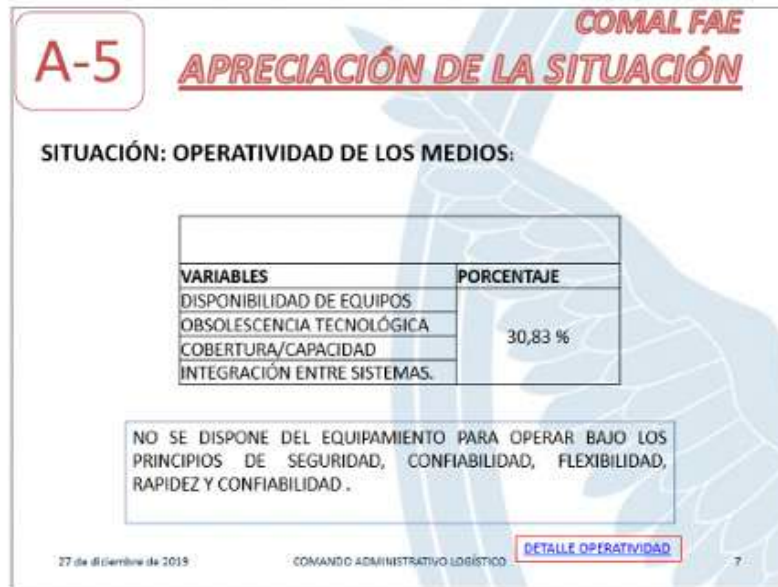 COMAL FAE
A-5
APRECIACIÓN DE LA SITUACIÓN
SITUACIÓN: OPERATIVIDAD DE LOS MEDIOS:
VARIABLES PORCENTAJE
DISPONIBILIDAD DE EQUIPOS
OBSOLESCENCIA TECNOLÓGICA
30,83 %
COBERTURA/CAPACIDAD
INTEGRACIÓN ENTRE SISTEMAS.
NO SE DISPONE DEL EQUIPAMIENTO PARA OPERAR BAJO LOS
PRINCIPIOS DE SEGURIDAD, CONFIABILIDAD, FLEXIBILIDAD,
RAPIDEZ Y CONFIABILIDAD .
DETALLE OPERATIVIDAD
27 de diciembre de 2019 COMANDO ADMINISTRATIVO LOGÍSTICO 7